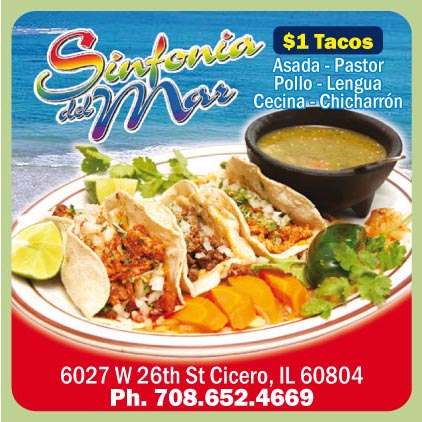 Sinfonia
del Mar
$1 Tacos
Asada - Pastor
Pollo - Lengua
Cecina - Chicharrón
6027 W 26th St Cicero, IL 60804
Ph. 708.652.4669